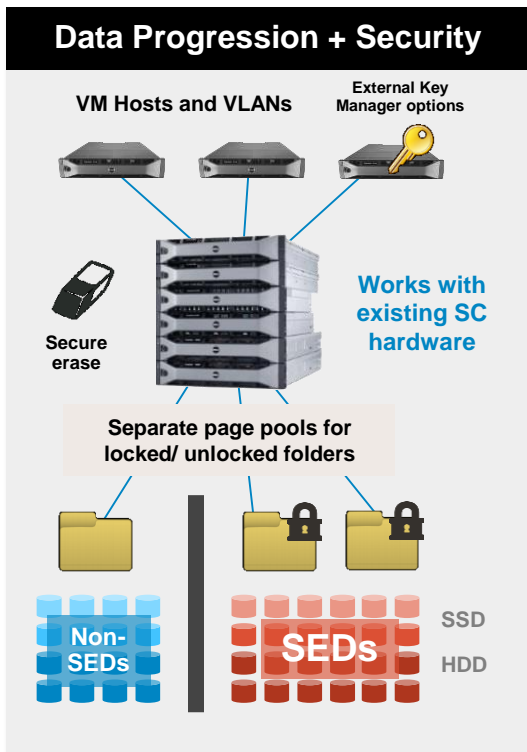 Data Progression + Security
VM Hosts and VLANs
External Key
Manager options
Works with
existing SC
hardware
Secure
erase
Separate page pools for
locked/ unlocked folders
Non-
SEDs
SEDs
SSD
HDD